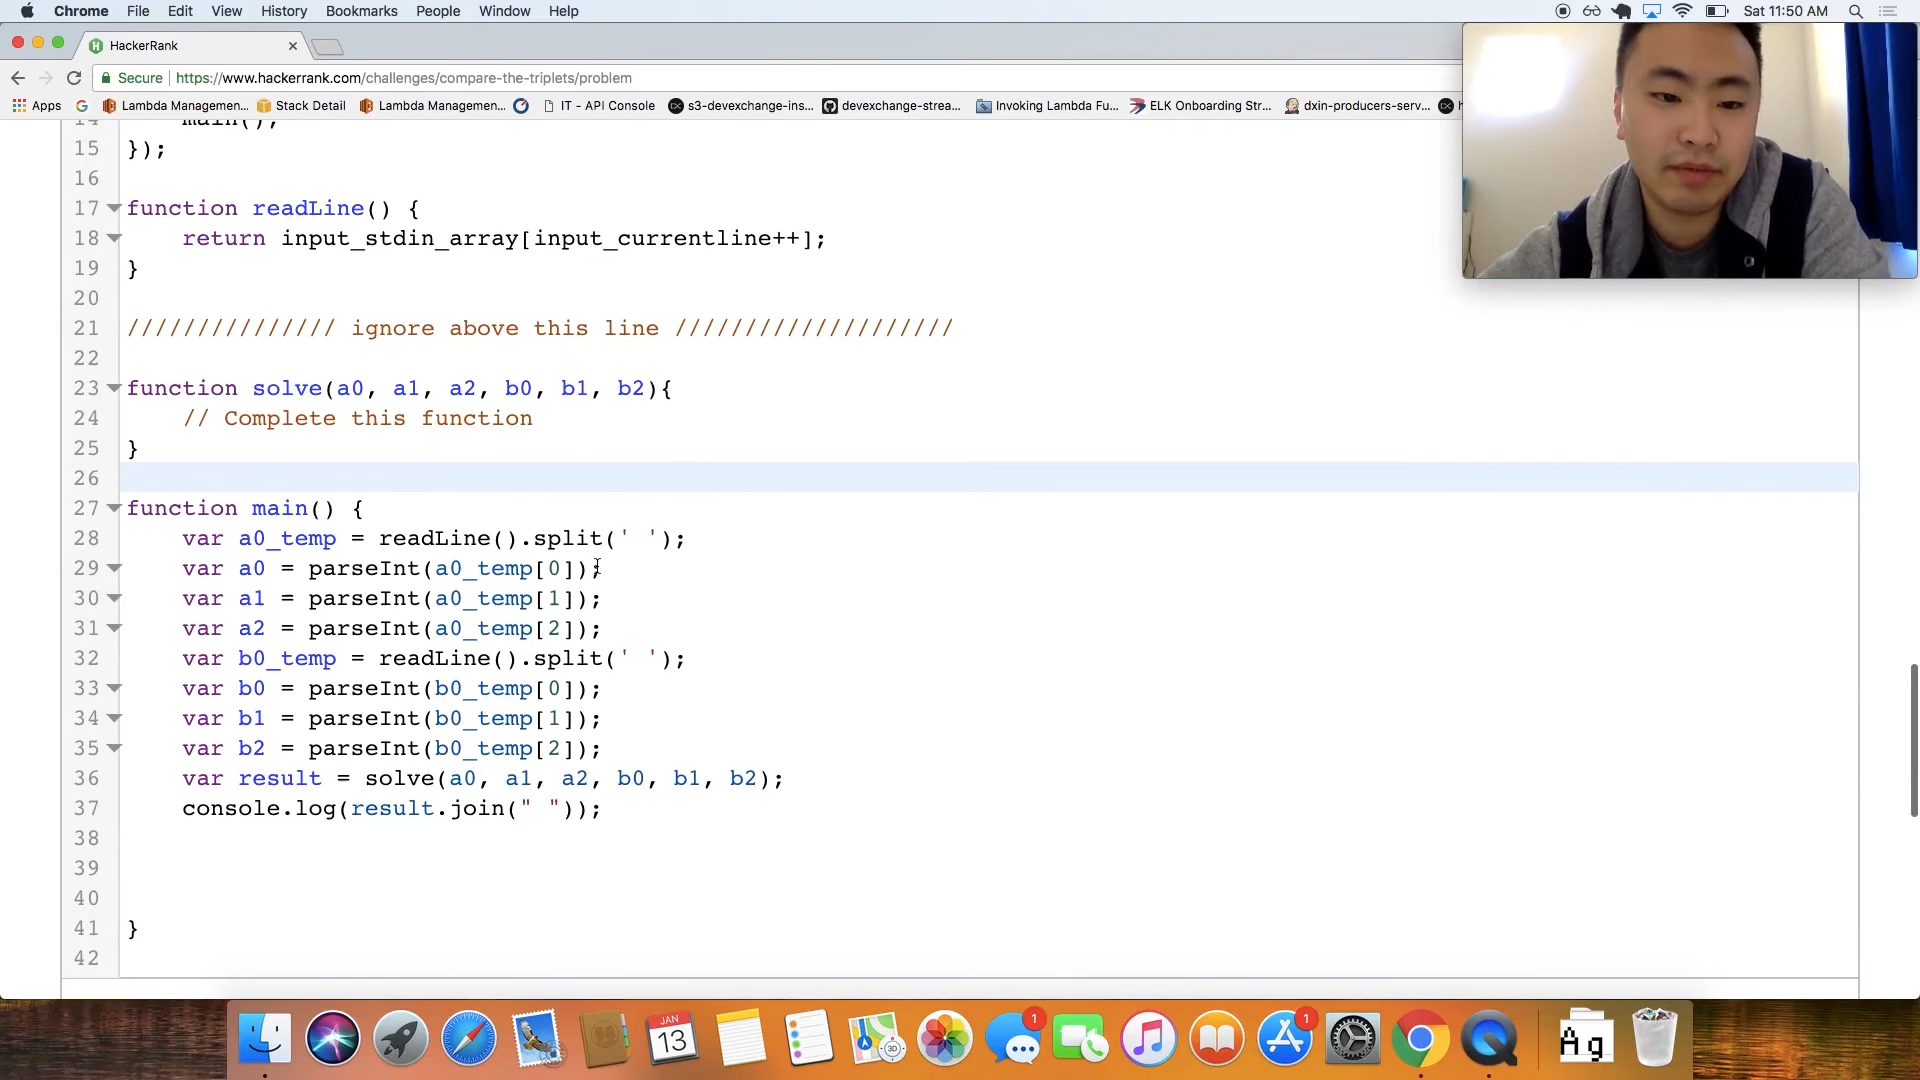 Chrome File Edit View History Bookmarks People Window Help Sat 11:50 AM
HackerRank
Secure https://www.hackerrank.com/challenges/compare-the-triplets/problem
Apps Lambda Managemen... Stack Detail Lambda Managemen... IT - API Console s3-devexchange-ins... devexchange-strea... Invoking Lambda Fu... ELK Onboarding Str... dxin-producers-serv...
14 main();
15 });
16
17 function readLine() {
18 return input_stdin_array[input_currentline++];
19 }
20
21 /////////////// ignore above this line ////////////////////
22
23 function solve(a0, a1, a2, b0, b1, b2){
24 // Complete this function
25 }
26
27 function main() {
28 var a0_temp = readLine().split(' ');
29 var a0 = parseInt(a0_temp[0]);
30 var a1 = parseInt(a0_temp[1]);
31 var a2 = parseInt(a0_temp[2]);
32 var b0_temp = readLine().split(' ');
33 var b0 = parseInt(b0_temp[0]);
34 var b1 = parseInt(b0_temp[1]);
35 var b2 = parseInt(b0_temp[2]);
36 var result = solve(a0, a1, a2, b0, b1, b2);
37 console.log(result.join(" "));
38
39
40
41 }
42
JAN
13
3D
1
1
Ag